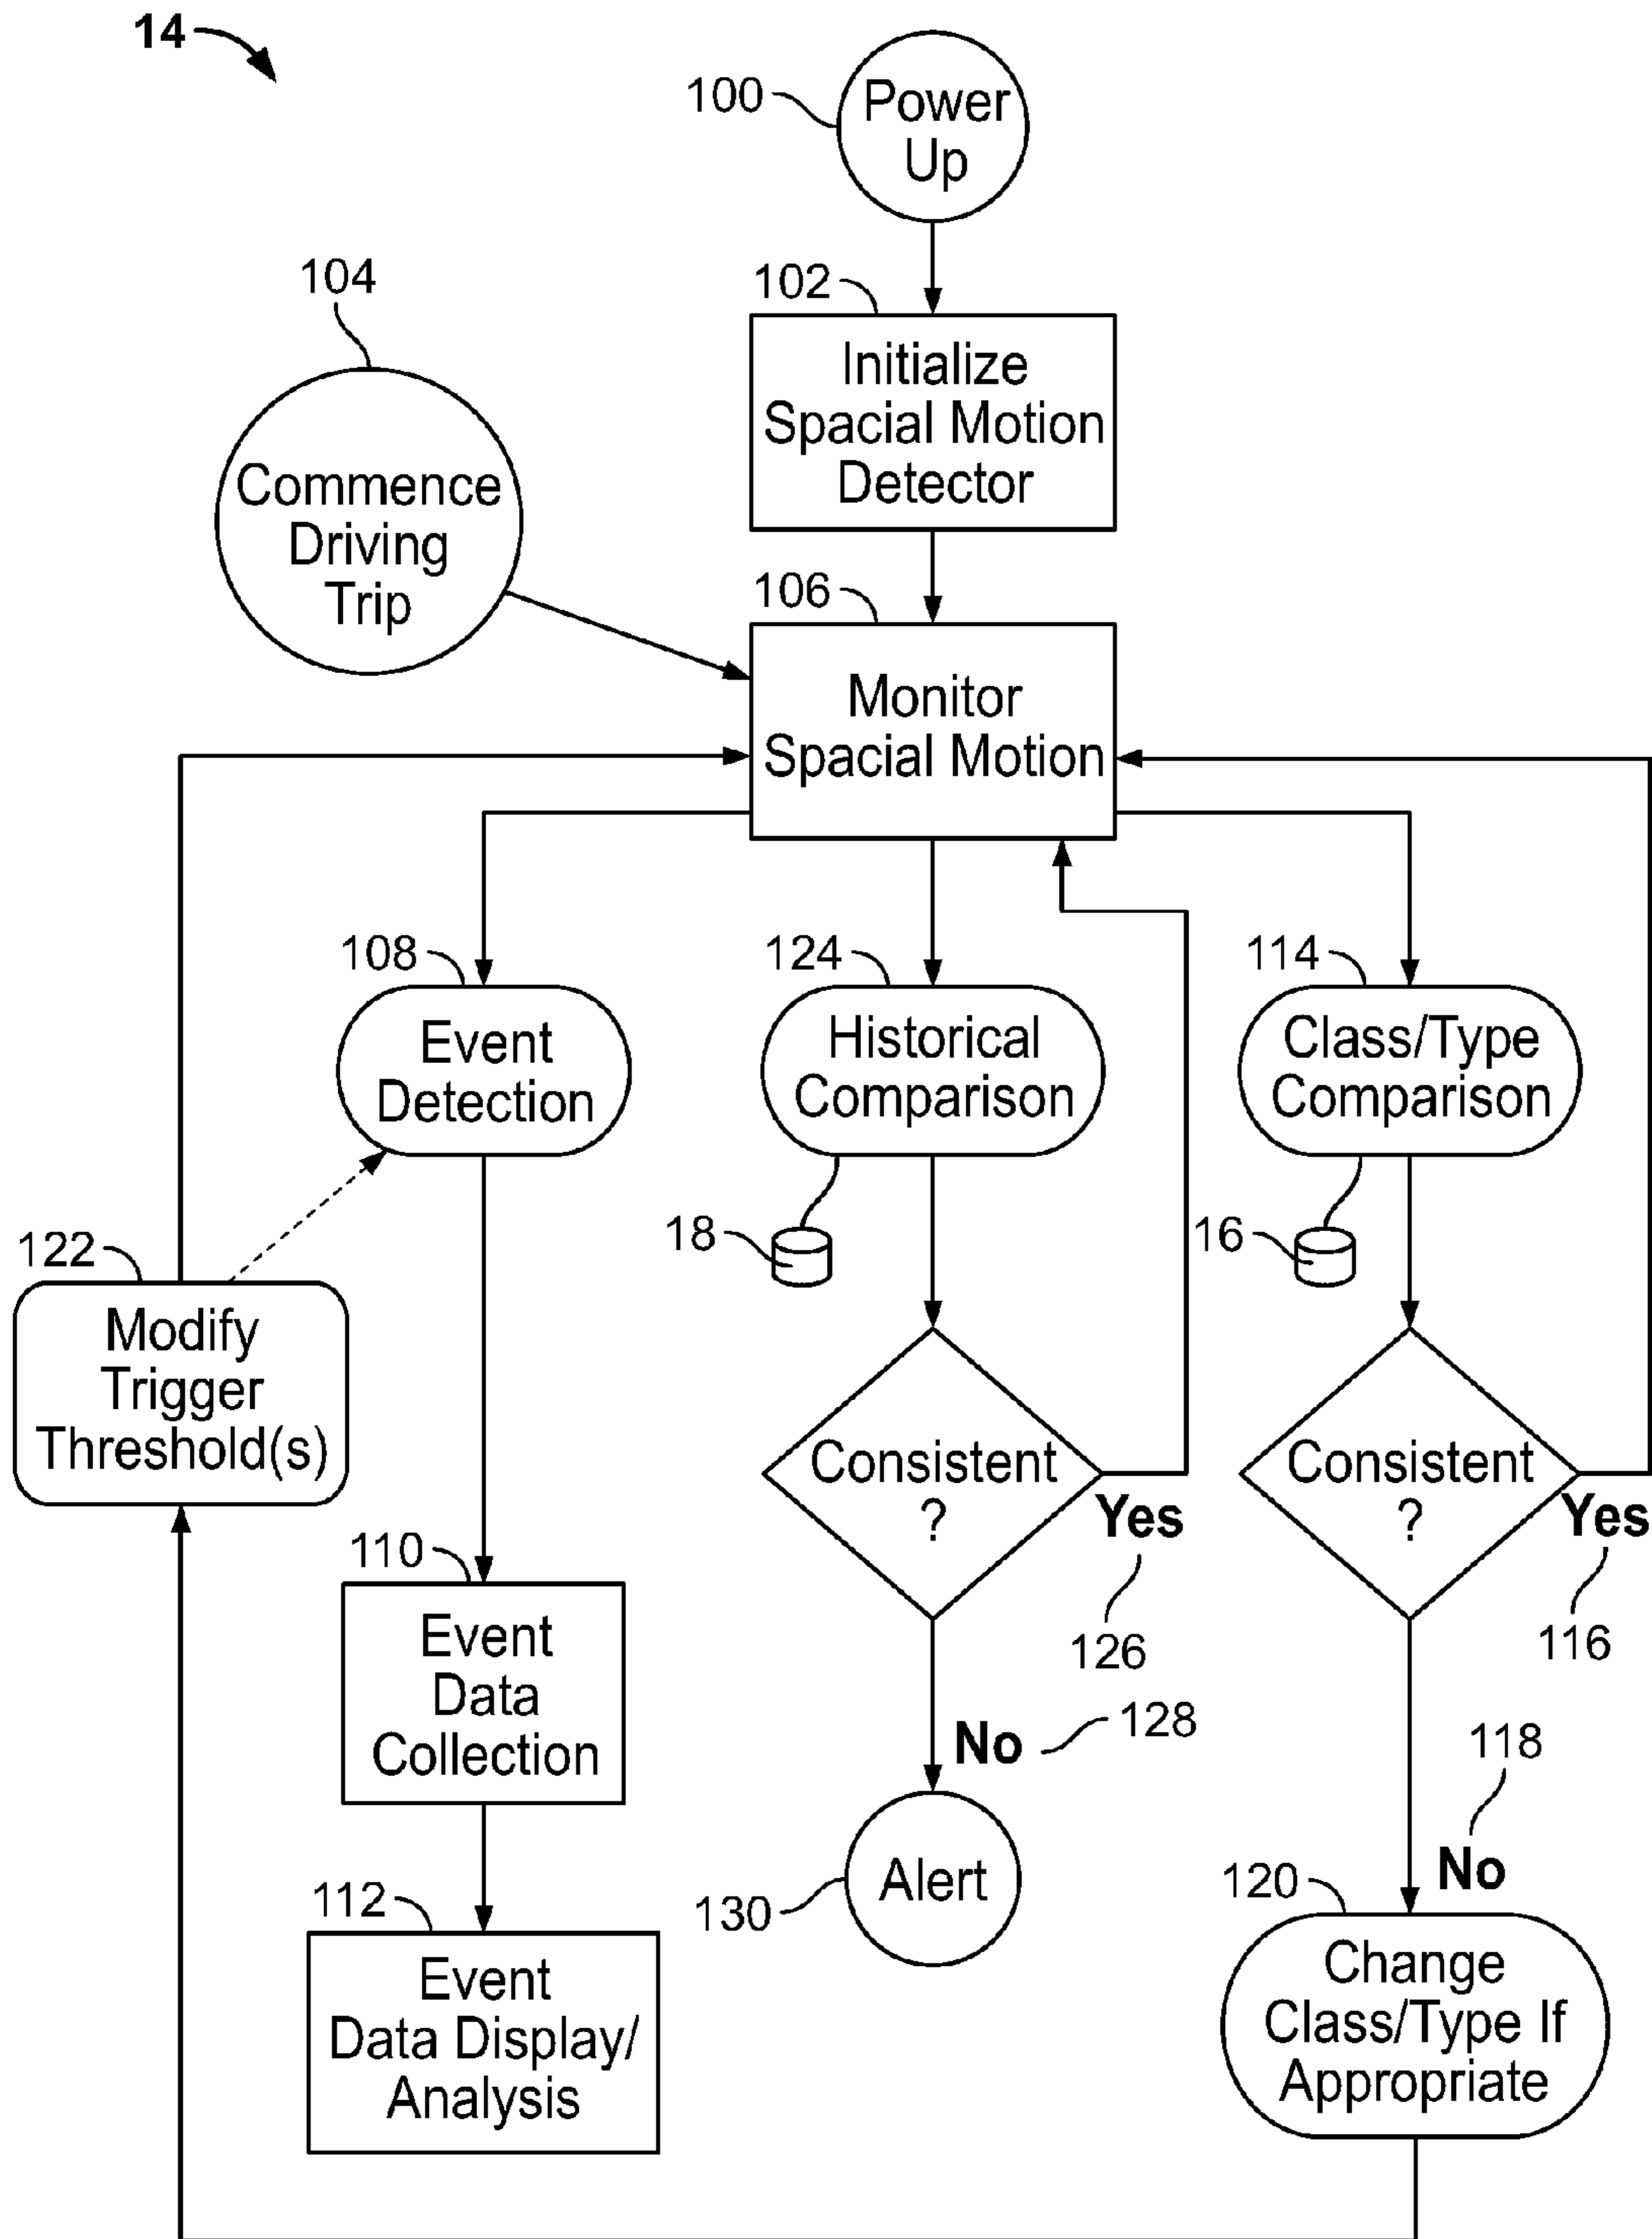 14
100
Power
Up
102
Initialize
Spacial Motion
Detector
104
Commence
Driving
Trip
106
Monitor
Spacial Motion
108
Event
Detection
124
Historical
Comparison
114
Class/Type
Comparison
18
16
122
Modify
Trigger
Threshold(s)
Consistent
?
Yes
126
Consistent
?
Yes
116
110
Event
Data
Collection
No
128
118
No
130
Alert
112
Event
Data Display/
Analysis
120
Change
Class/Type If
Appropriate